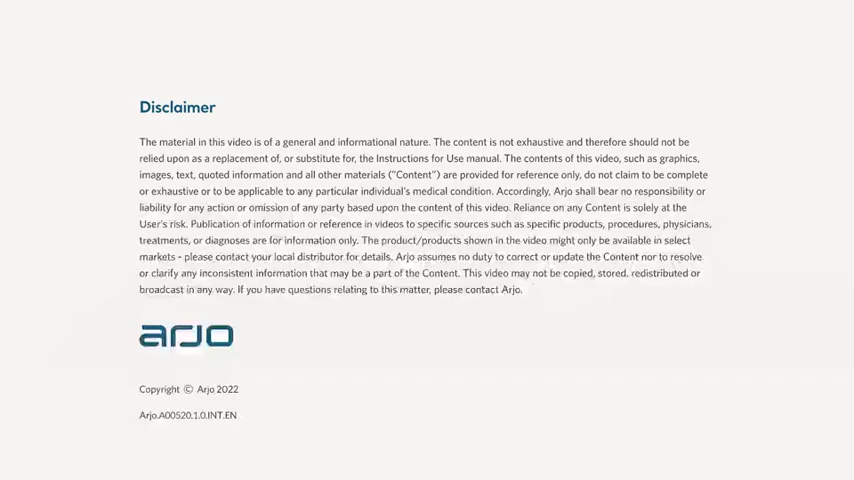 Disclaimer
The material in this video is of a general and informational nature. The content is not exhaustive and therefore should not be
relied upon as a replacement of, or substitute for, the Instructions for Use manual. The contents of this video, such as graphics,
images, text, quoted information and all other materials ("Content") are provided for reference only, do not claim to be complete
or exhaustive or to be applicable to any particular individual's medical condition. Accordingly, Arjo shall bear no responsibility or
liability for any action or omission of any party based upon the content of this video. Reliance on any Content is solely at the
User's risk. Publication of information or reference in videos to specific sources such as specific products, procedures, physicians,
treatments, or diagnoses are for information only. The product/products shown in the video might only be available in select
markets - please contact your local distributor for details. Arjo assumes no duty to correct or update the Content nor to resolve
or clarify any inconsistent information that may be a part of the Content. This video may not be copied, stored, redistributed or
broadcast in any way. If you have questions relating to this matter, please contact Arjo.
arjo
Copyright © Arjo 2022
Arjo.A00520.1.0.INT.EN